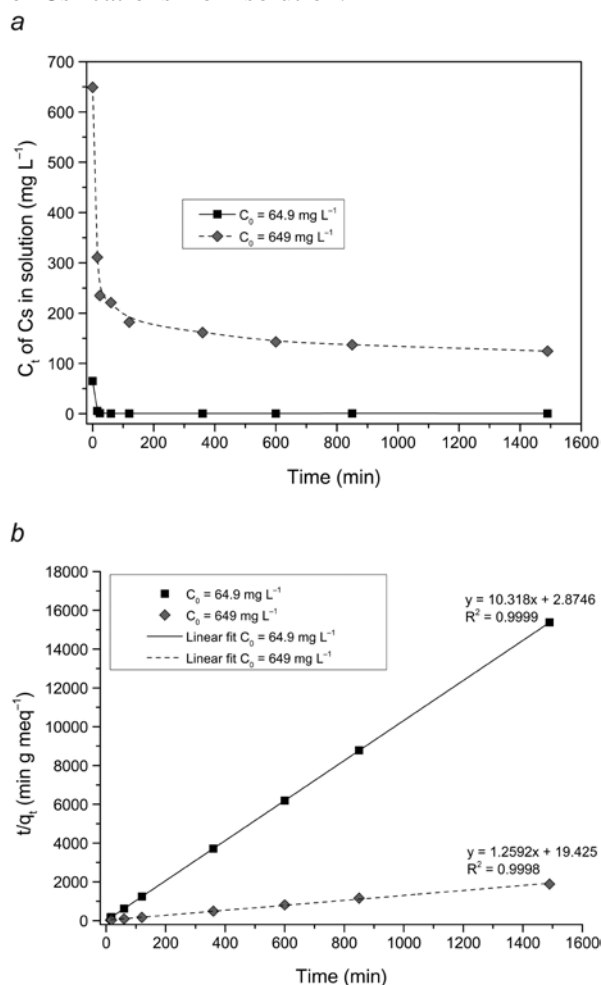 a
700
600
500
400
300
200
100
0
C₀ = 64.9 mg L⁻¹
C₀ = 649 mg L⁻¹
Cₜ of Cs in solution (mg L⁻¹)
0 200 400 600 800 1000 1200 1400 1600
Time (min)
b
18000
16000
14000
12000
10000
8000
6000
4000
2000
0
C₀ = 64.9 mg L⁻¹
C₀ = 649 mg L⁻¹
Linear fit C₀ = 64.9 mg L⁻¹
Linear fit C₀ = 649 mg L⁻¹
y = 10.318x + 2.8746
R² = 0.9999
y = 1.2592x + 19.425
R² = 0.9998
t/qₜ (min g meq⁻¹)
0 200 400 600 800 1000 1200 1400 1600
Time (min)